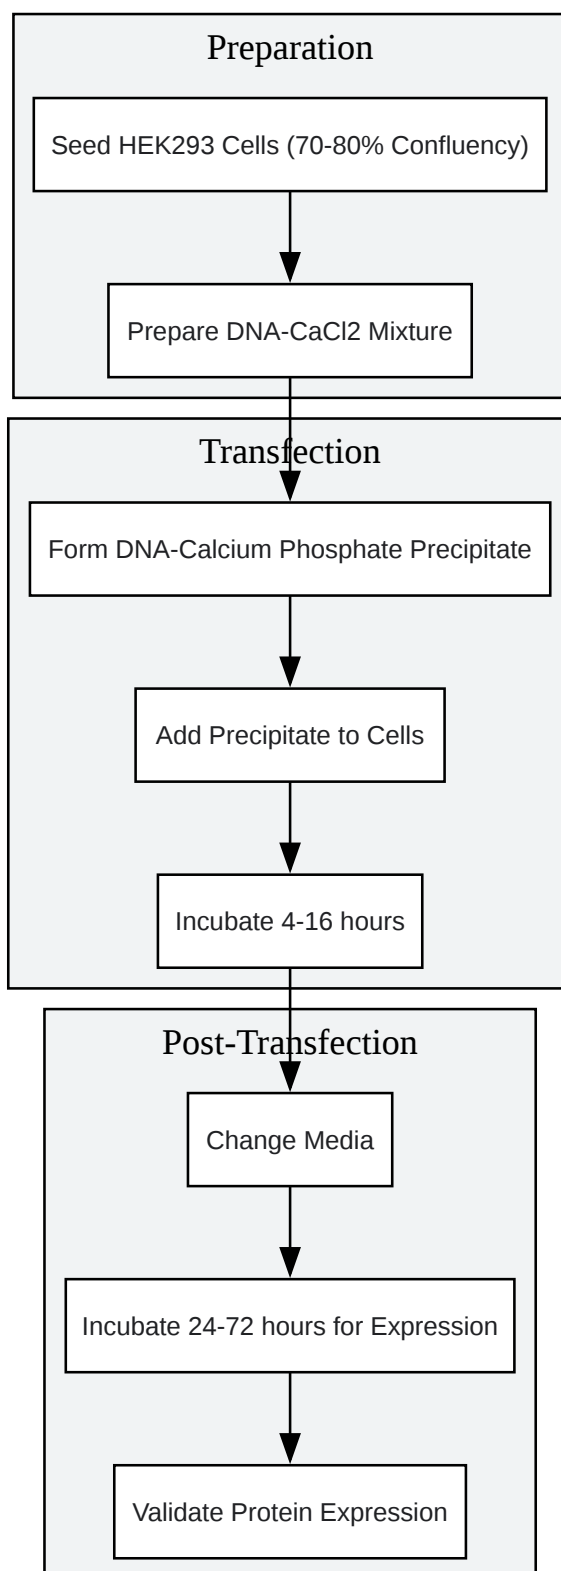 Preparation
Seed HEK293 Cells (70-80% Confluency)
Prepare DNA-CaCl2 Mixture
Transfection
Form DNA-Calcium Phosphate Precipitate
Add Precipitate to Cells
Incubate 4-16 hours
Post-Transfection
Change Media
Incubate 24-72 hours for Expression
Validate Protein Expression